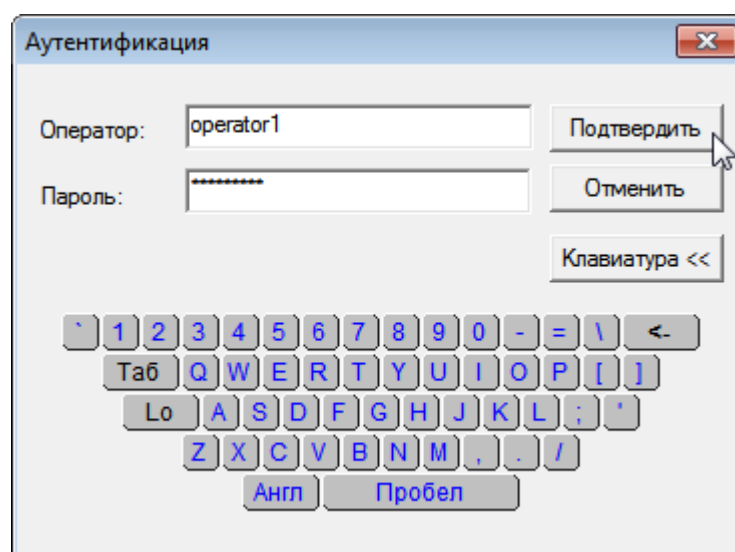 Аутентификация
Оператор: operator1 Подтвердить
Пароль: ********* Отменить
Клавиатура <<
` 1 2 3 4 5 6 7 8 9 0 - = \ <-
Таб Q W E R T Y U I O P [ ]
Lo A S D F G H J K L ; '
Z X C V B N M , . /
Англ Пробел